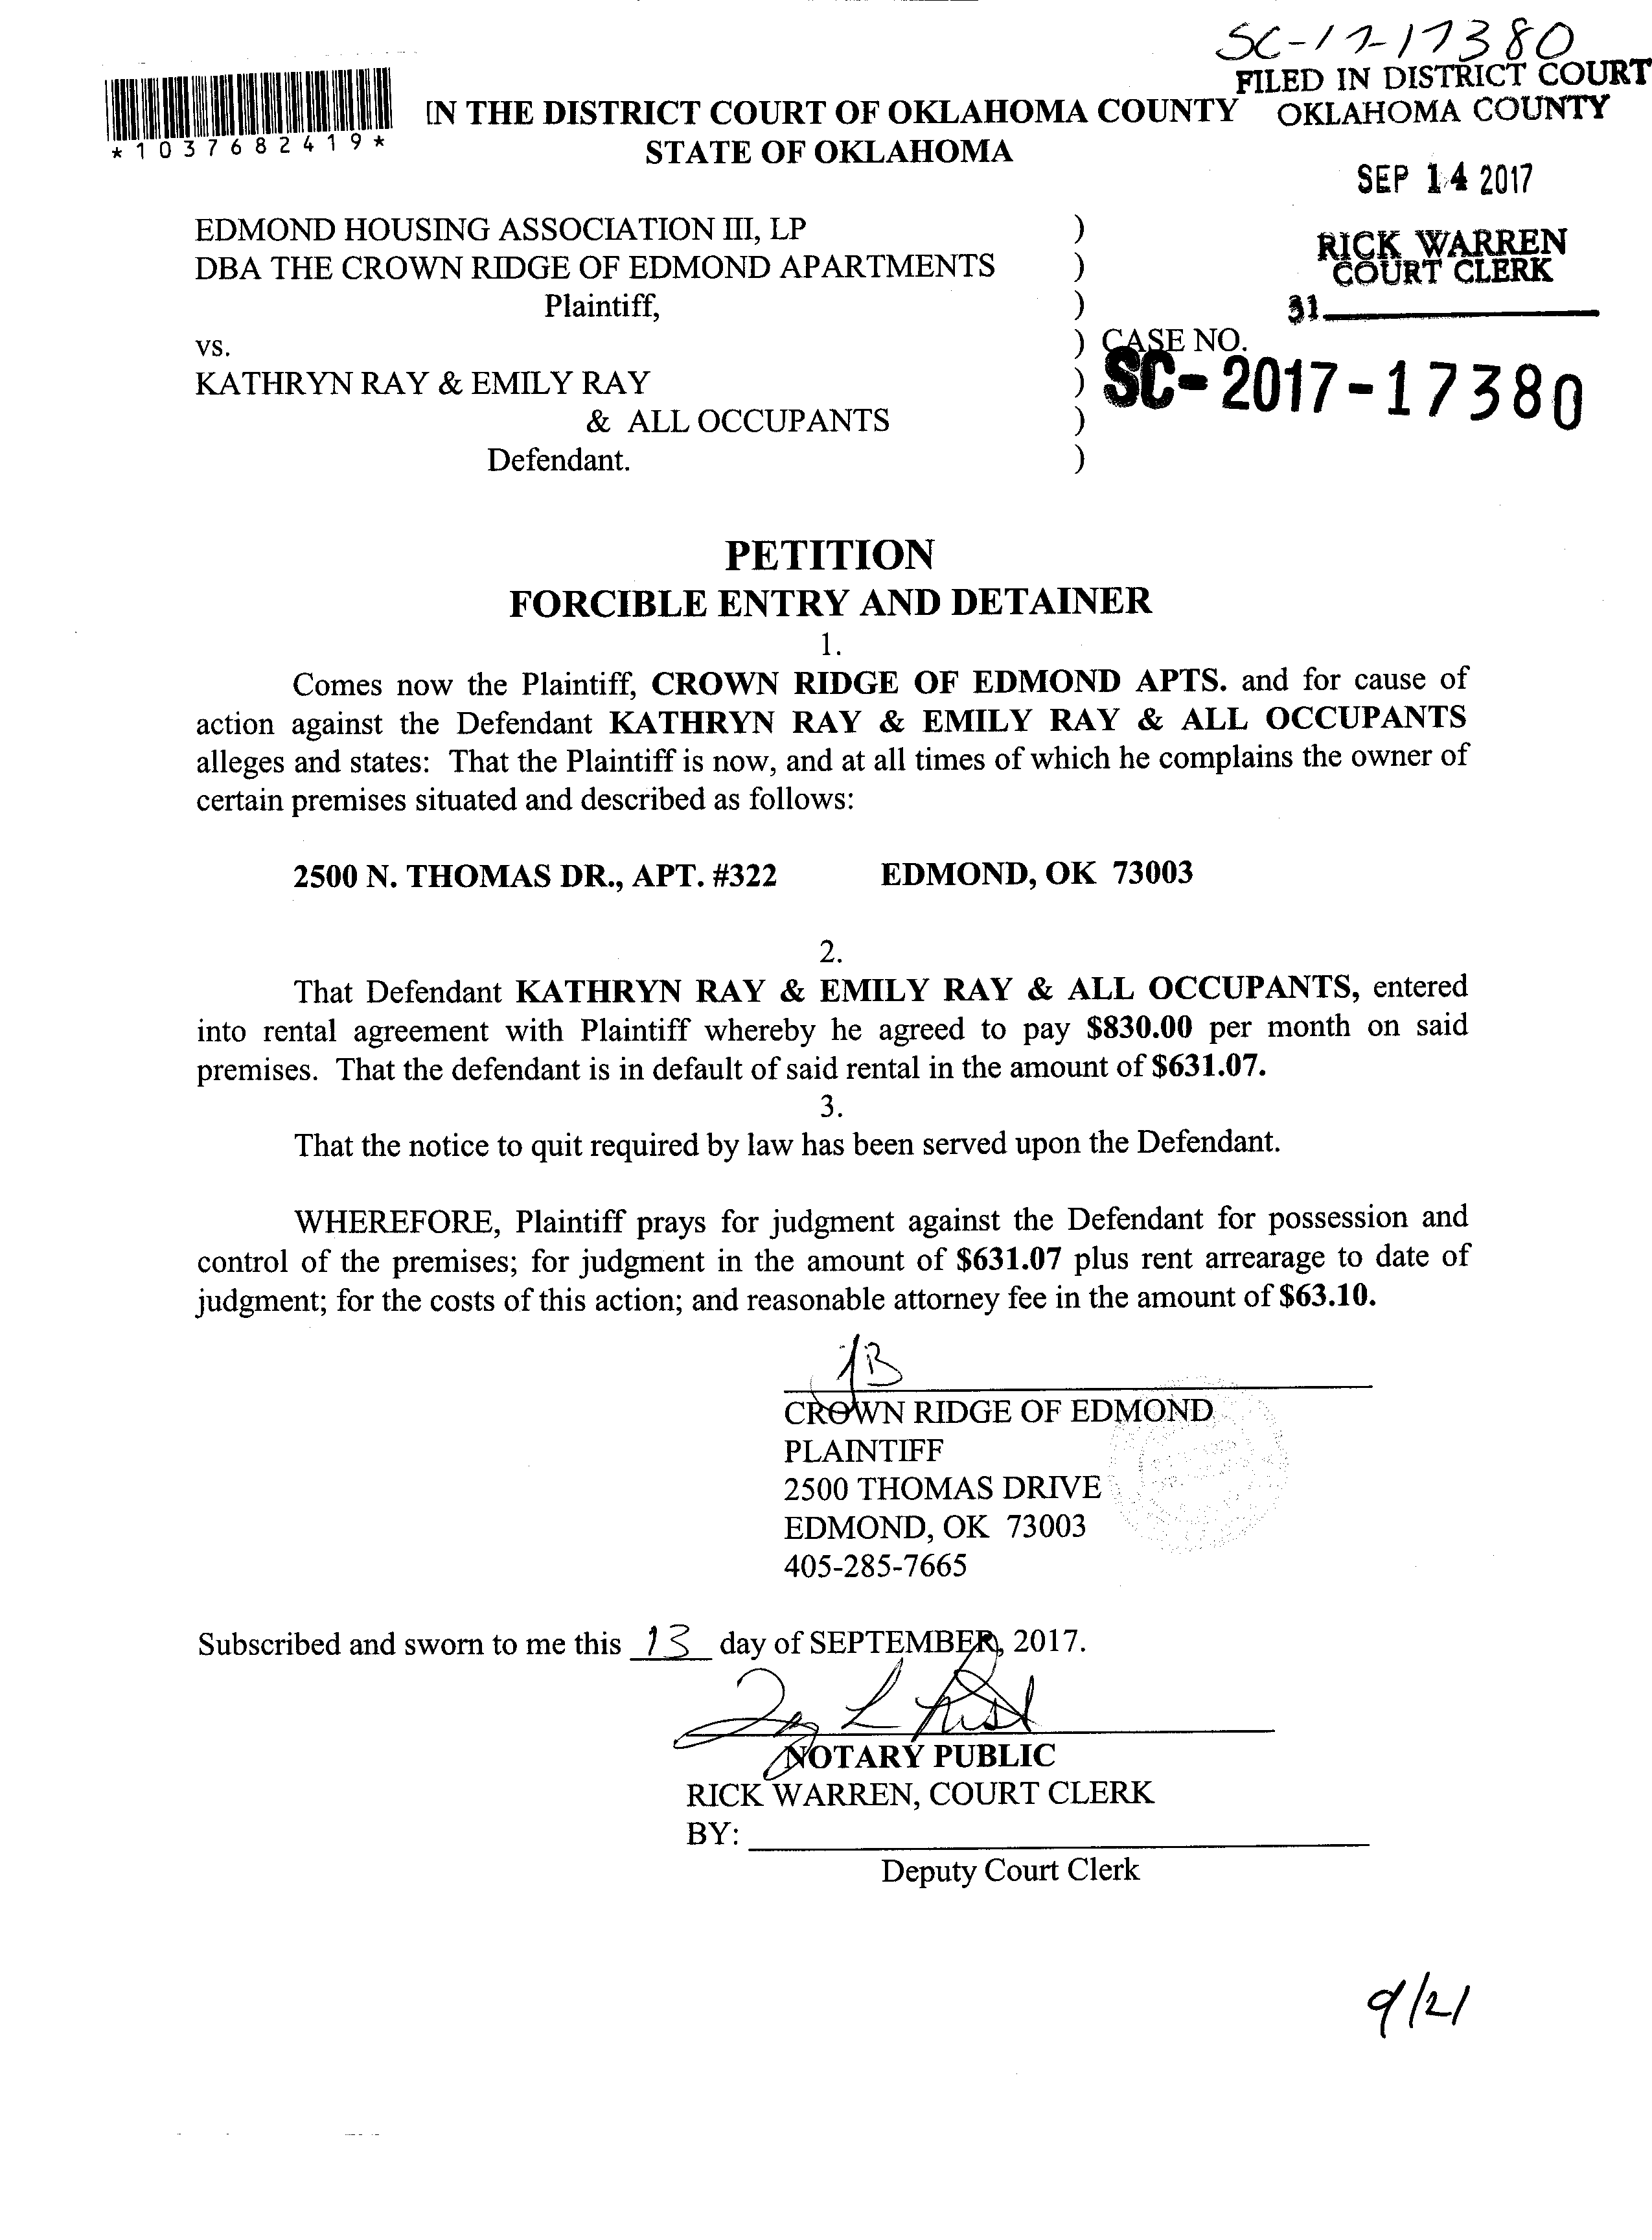 SC-17-17380
FILED IN DISTRICT COURT
OKLAHOMA COUNTY
*1037682419*
IN THE DISTRICT COURT OF OKLAHOMA COUNTY
STATE OF OKLAHOMA
SEP 14 2017
RICK WARREN
COURT CLERK
31
EDMOND HOUSING ASSOCIATION III, LP )
DBA THE CROWN RIDGE OF EDMOND APARTMENTS )
Plaintiff, )
vs. ) CASE NO.
KATHRYN RAY & EMILY RAY ) SC-2017-17380
& ALL OCCUPANTS )
Defendant. )
PETITION
FORCIBLE ENTRY AND DETAINER
1.
Comes now the Plaintiff, CROWN RIDGE OF EDMOND APTS. and for cause of
action against the Defendant KATHRYN RAY & EMILY RAY & ALL OCCUPANTS
alleges and states: That the Plaintiff is now, and at all times of which he complains the owner of
certain premises situated and described as follows:
2500 N. THOMAS DR., APT. #322 EDMOND, OK 73003
2.
That Defendant KATHRYN RAY & EMILY RAY & ALL OCCUPANTS, entered
into rental agreement with Plaintiff whereby he agreed to pay $830.00 per month on said
premises. That the defendant is in default of said rental in the amount of $631.07.
3.
That the notice to quit required by law has been served upon the Defendant.
WHEREFORE, Plaintiff prays for judgment against the Defendant for possession and
control of the premises; for judgment in the amount of $631.07 plus rent arrearage to date of
judgment; for the costs of this action; and reasonable attorney fee in the amount of $63.10.
JB
CROWN RIDGE OF EDMOND
PLAINTIFF
2500 THOMAS DRIVE
EDMOND, OK 73003
405-285-7665
Subscribed and sworn to me this 13 day of SEPTEMBER, 2017.
NOTARY PUBLIC
RICK WARREN, COURT CLERK
BY:
Deputy Court Clerk
9/21